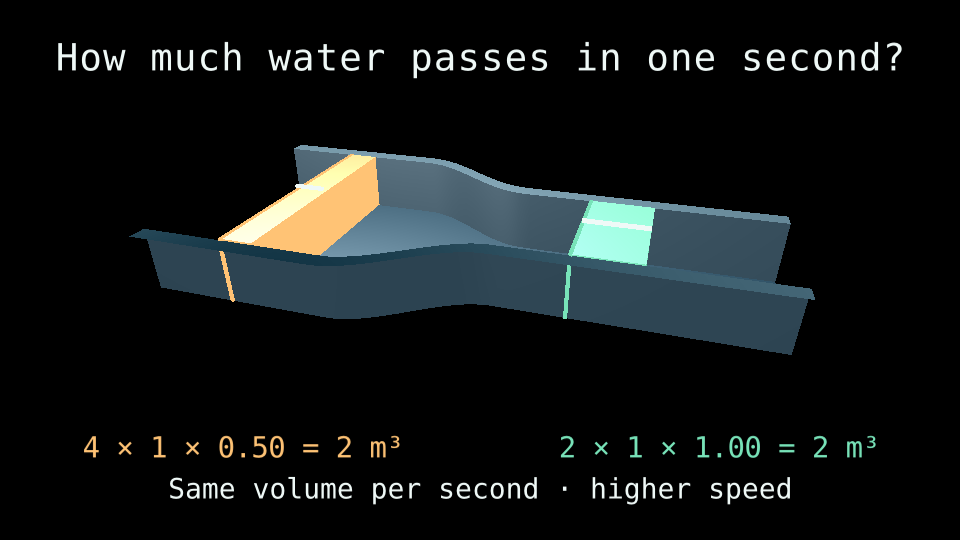 How much water passes in one second?
4 × 1 × 0.50 = 2 m³
2 × 1 × 1.00 = 2 m³
Same volume per second · higher speed